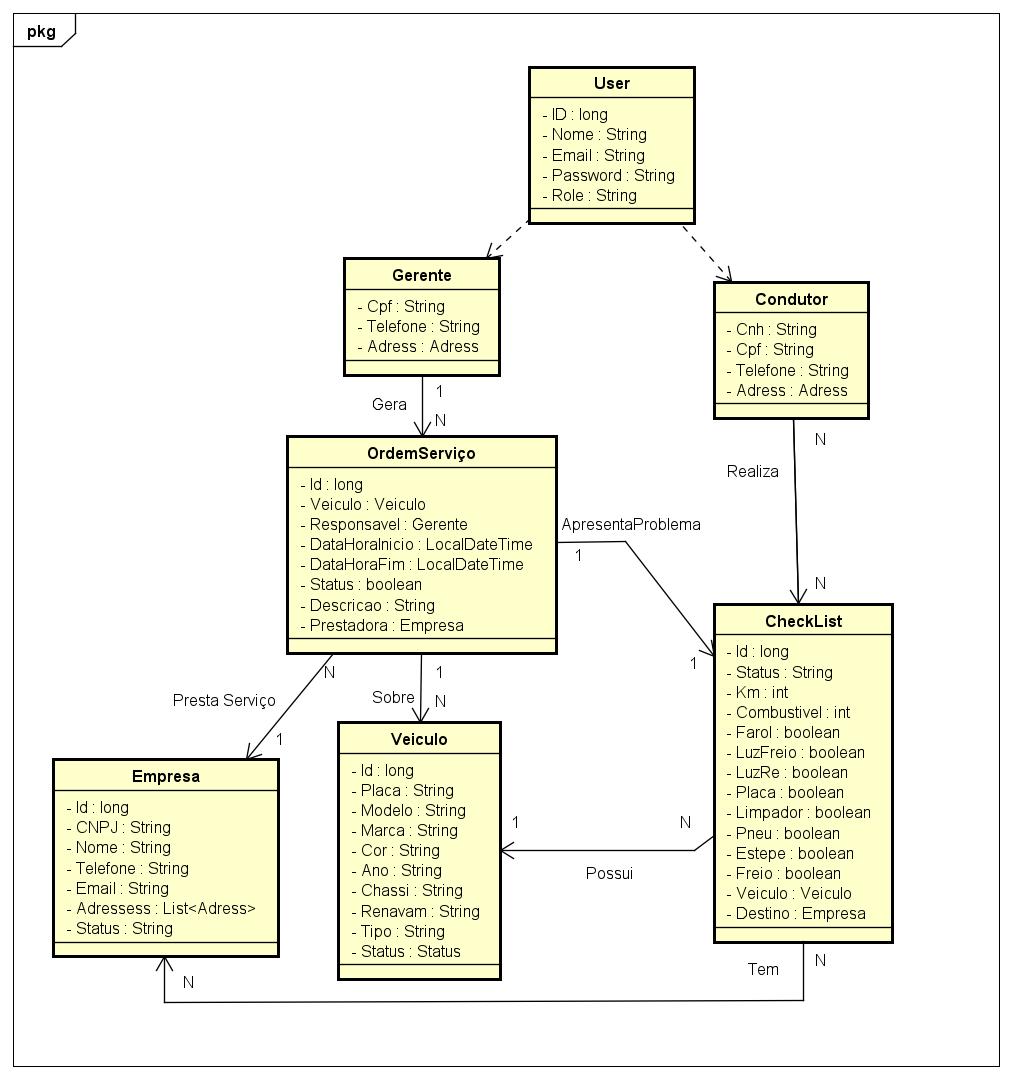 pkg
User
- ID : long
- Nome : String
- Email : String
- Password : String
- Role : String
Gerente
- Cpf : String
- Telefone : String
- Adress : Adress
Condutor
- Cnh : String
- Cpf : String
- Telefone : String
- Adress : Adress
1
Gera
N
N
Realiza
N
OrdemServiço
- Id : long
- Veiculo : Veiculo
- Responsavel : Gerente
- DataHoraInicio : LocalDateTime
- DataHoraFim : LocalDateTime
- Status : boolean
- Descricao : String
- Prestadora : Empresa
ApresentaProblema
1
1
N
Presta Serviço
1
1
Sobre
N
CheckList
- Id : long
- Status : String
- Km : int
- Combustivel : int
- Farol : boolean
- LuzFreio : boolean
- LuzRe : boolean
- Placa : boolean
- Limpador : boolean
- Pneu : boolean
- Estepe : boolean
- Freio : boolean
- Veiculo : Veiculo
- Destino : Empresa
Veiculo
- Id : long
- Placa : String
- Modelo : String
- Marca : String
- Cor : String
- Ano : String
- Chassi : String
- Renavam : String
- Tipo : String
- Status : Status
1
N
Possui
Empresa
- Id : long
- CNPJ : String
- Nome : String
- Telefone : String
- Email : String
- Adressess : List<Adress>
- Status : String
N
Tem
N